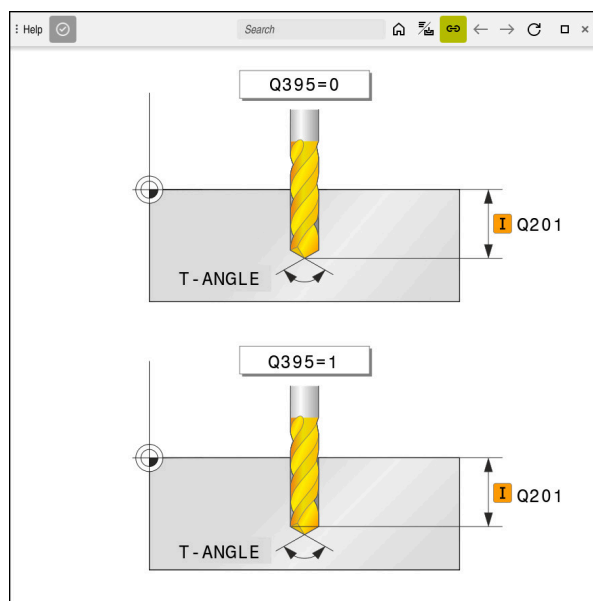 Help
Search
Q395=0
I Q201
T-ANGLE
Q395=1
I Q201
T-ANGLE